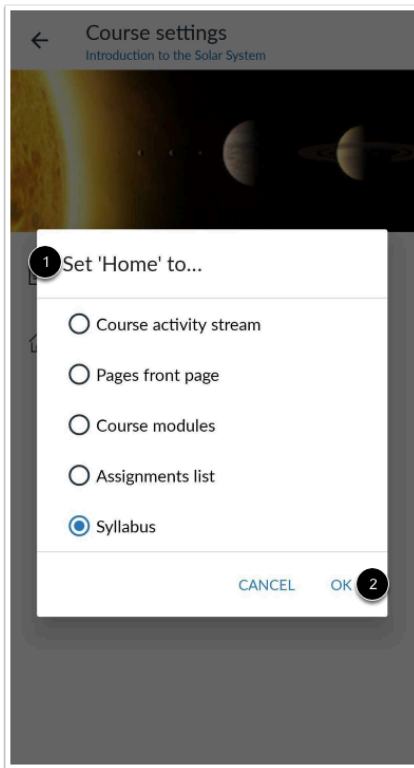 Course settings
Introduction to the Solar System
1 Set 'Home' to...
Course activity stream
Pages front page
Course modules
Assignments list
Syllabus
CANCEL OK 2